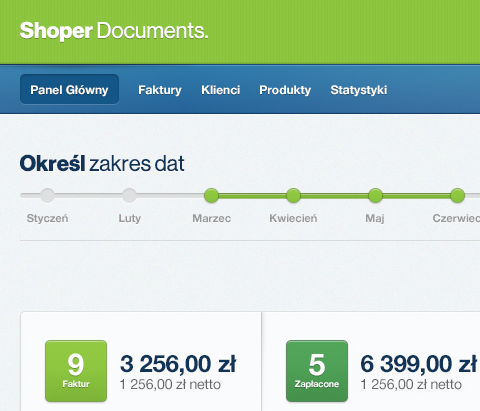 Shoper Documents.
Panel Główny Faktury Klienci Produkty Statystyki
Określ zakres dat
Styczeń Luty Marzec Kwiecień Maj Czerwiec
9 Faktur 3 256,00 zł 1 256,00 zł netto
5 Zapłacone 6 399,00 zł 1 256,00 zł netto